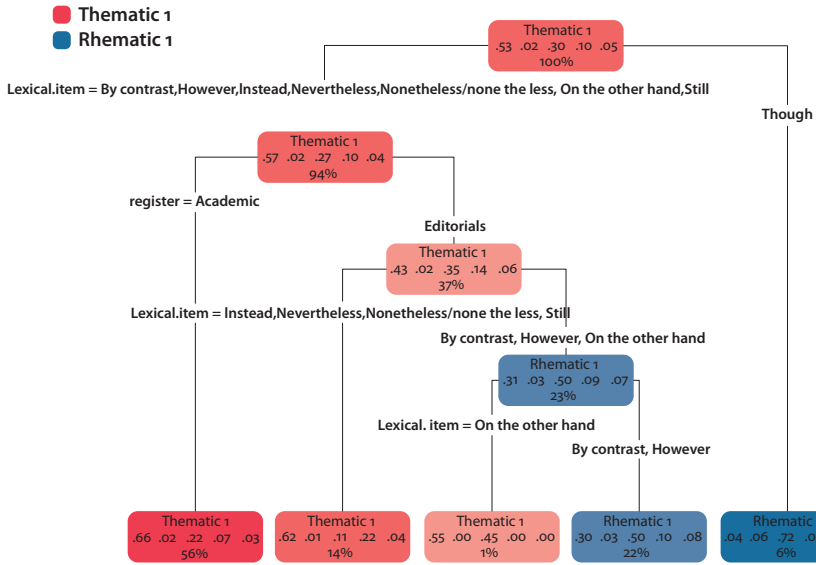 Thematic 1
Rhematic 1
Thematic 1
.53 .02 .30 .10 .05
100%
Lexical.item = By contrast,However,Instead,Nevertheless,Nonetheless/none the less, On the other hand,Still
Though
Thematic 1
.57 .02 .27 .10 .04
94%
register = Academic
Editorials
Thematic 1
.43 .02 .35 .14 .06
37%
Lexical.item = Instead,Nevertheless,Nonetheless/none the less, Still
By contrast, However, On the other hand
Rhematic 1
.31 .03 .50 .09 .07
23%
Lexical. item = On the other hand
By contrast, However
Thematic 1
.66 .02 .22 .07 .03
56%
Thematic 1
.62 .01 .11 .22 .04
14%
Thematic 1
.55 .00 .45 .00 .00
1%
Rhematic 1
.30 .03 .50 .10 .08
22%
Rhematic
.04 .06 .72
6%